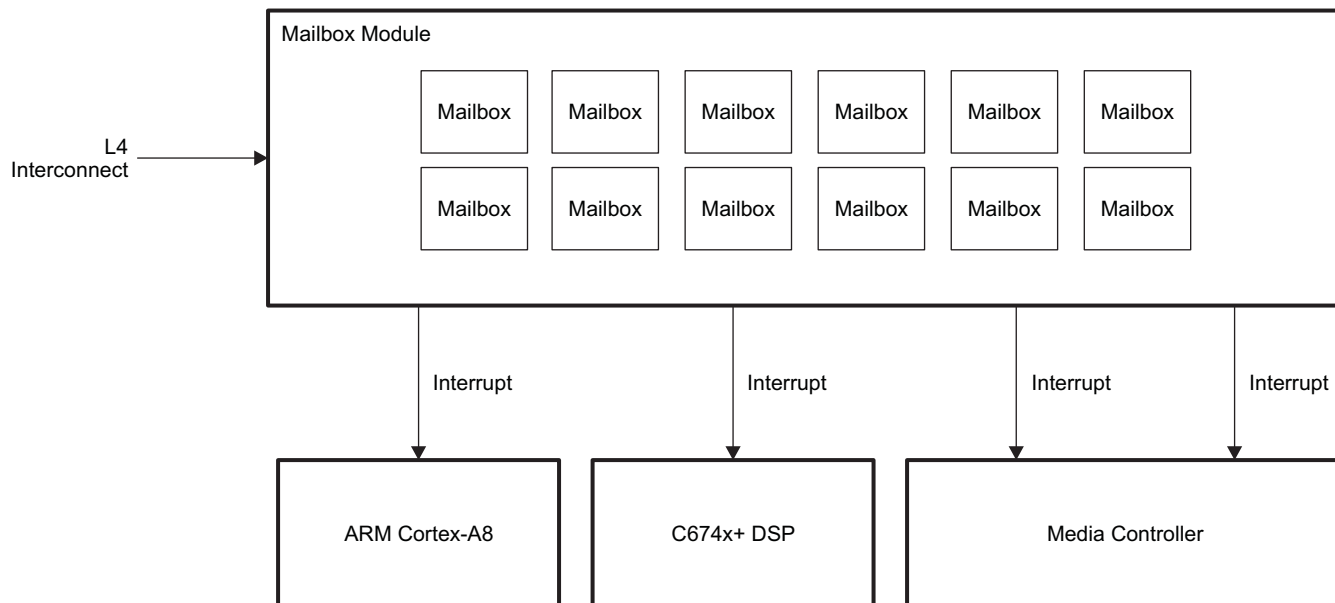 Mailbox Module
Mailbox Mailbox Mailbox Mailbox Mailbox Mailbox
L4
Interconnect
Mailbox Mailbox Mailbox Mailbox Mailbox Mailbox
Interrupt Interrupt Interrupt Interrupt
ARM Cortex-A8 C674x+ DSP Media Controller